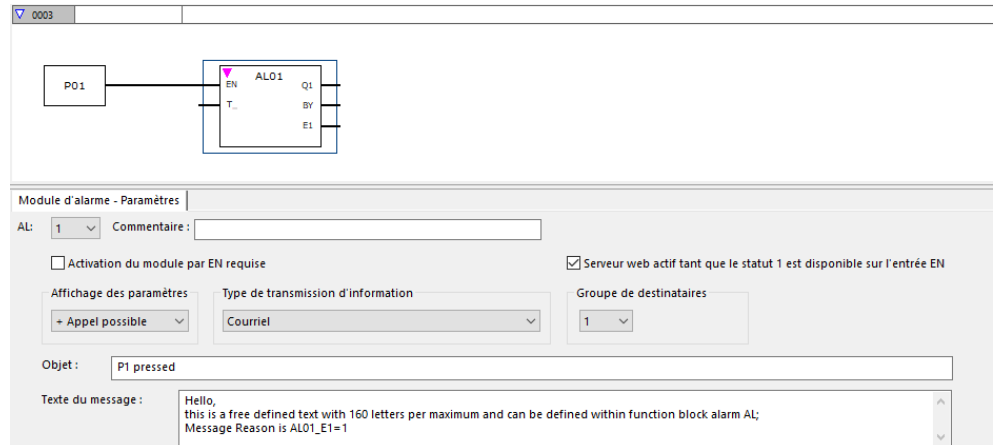 0003
P01
AL01
EN
Q1
T_
BY
E1
Module d'alarme - Paramètres
AL: 1 Commentaire :
Activation du module par EN requise
Serveur web actif tant que le statut 1 est disponible sur l'entrée EN
Affichage des paramètres
Type de transmission d'information
Groupe de destinataires
+ Appel possible
Courriel
1
Objet : P1 pressed
Texte du message : Hello,
this is a free defined text with 160 letters per maximum and can be defined within function block alarm AL;
Message Reason is AL01_E1=1